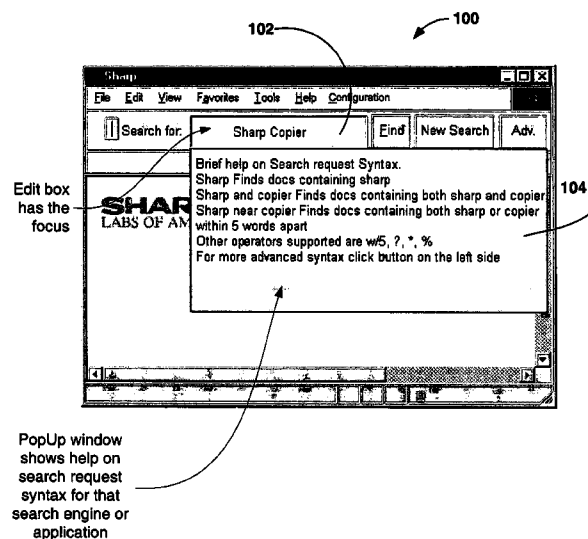 100
102
Sharp
File Edit View Favorites Tools Help Configuration
Search for: Sharp Copier Find New Search Adv.
Edit box
has the
focus
SHAR
LABS OF AM
Brief help on Search request Syntax.
Sharp Finds docs containing sharp
Sharp and copier Finds docs containing both sharp and copier
Sharp near copier Finds docs containing both sharp or copier
within 5 words apart
Other operators supported are w/5, ?, *, %
For more advanced syntax click button on the left side
104
PopUp window
shows help on
search request
syntax for that
search engine or
application